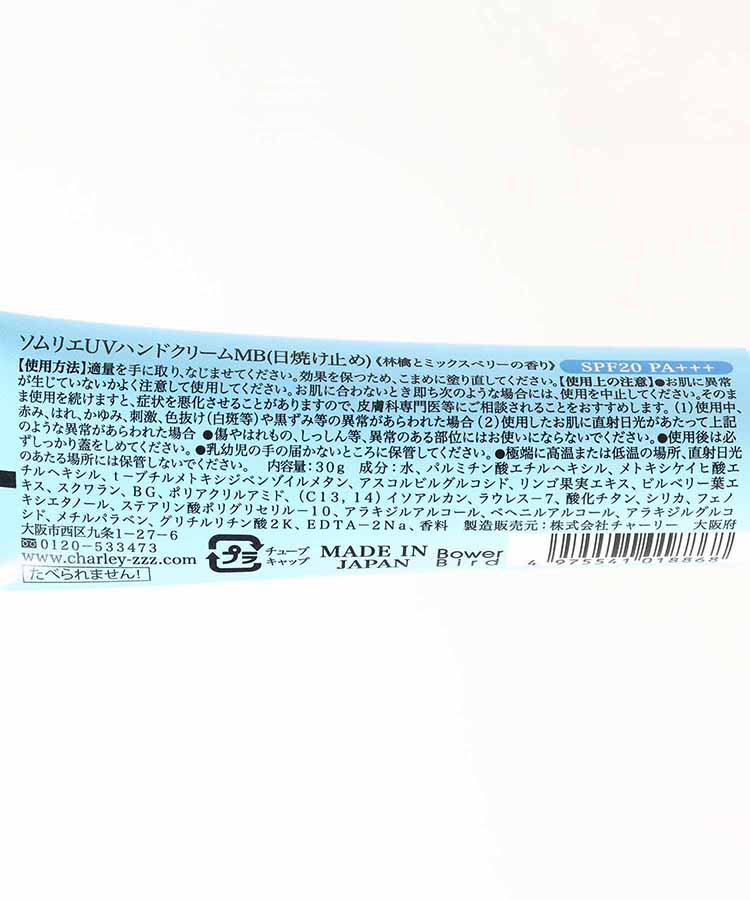 ソムリエUVハンドクリームMB(日焼け止め)《林檎とミックスベリーの香り》 SPF20 PA+++
【使用方法】適量を手に取り、なじませてください。効果を保つため、こまめに塗り直してください。【使用上の注意】●お肌に異常
が生じていないかよく注意して使用してください。お肌に合わないとき即ち次のような場合には、使用を中止してください。そのま
ま使用を続けますと、症状を悪化させることがありますので、皮膚科専門医等にご相談されることをおすすめします。(1)使用中、
赤み、はれ、かゆみ、刺激、色抜け(白斑等)や黒ずみ等の異常があらわれた場合(2)使用したお肌に直射日光があたって上記
のような異常があらわれた場合 ●傷やはれもの、しっしん等、異常のある部位にはお使いにならないでください。●使用後は必
ずしっかり蓋をしめてください。●乳幼児の手の届かないところに保管してください。●極端に高温または低温の場所、直射日光
のあたる場所には保管しないでください。 内容量:30g 成分:水、パルミチン酸エチルヘキシル、メトキシケイヒ酸エ
チルヘキシル、t-ブチルメトキシジベンゾイルメタン、アスコルビルグルコシド、リンゴ果実エキス、ビルベリー葉エ
キス、スクワラン、BG、ポリアクリルアミド、(C13,14)イソアルカン、ラウレス-7、酸化チタン、シリカ、フェノ
キシエタノール、ステアリン酸ポリグリセリル-10、アラキジルアルコール、ベヘニルアルコール、アラキジルグルコ
シド、メチルパラベン、グリチルリチン酸2K、EDTA-2Na、香料 製造販売元:株式会社チャーリー 大阪府
大阪市西区九条1-27-6
0120-533473
www.charley-zzz.com
たべられません!
プラ
チューブ
キャップ
MADE IN
JAPAN
Bower
Bird
4 975541 018868